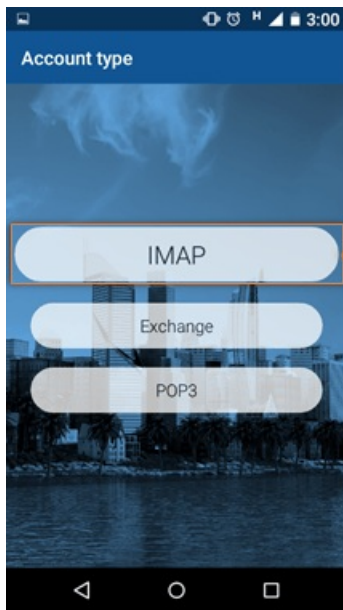 H 3:00
Account type
IMAP
Exchange
POP3